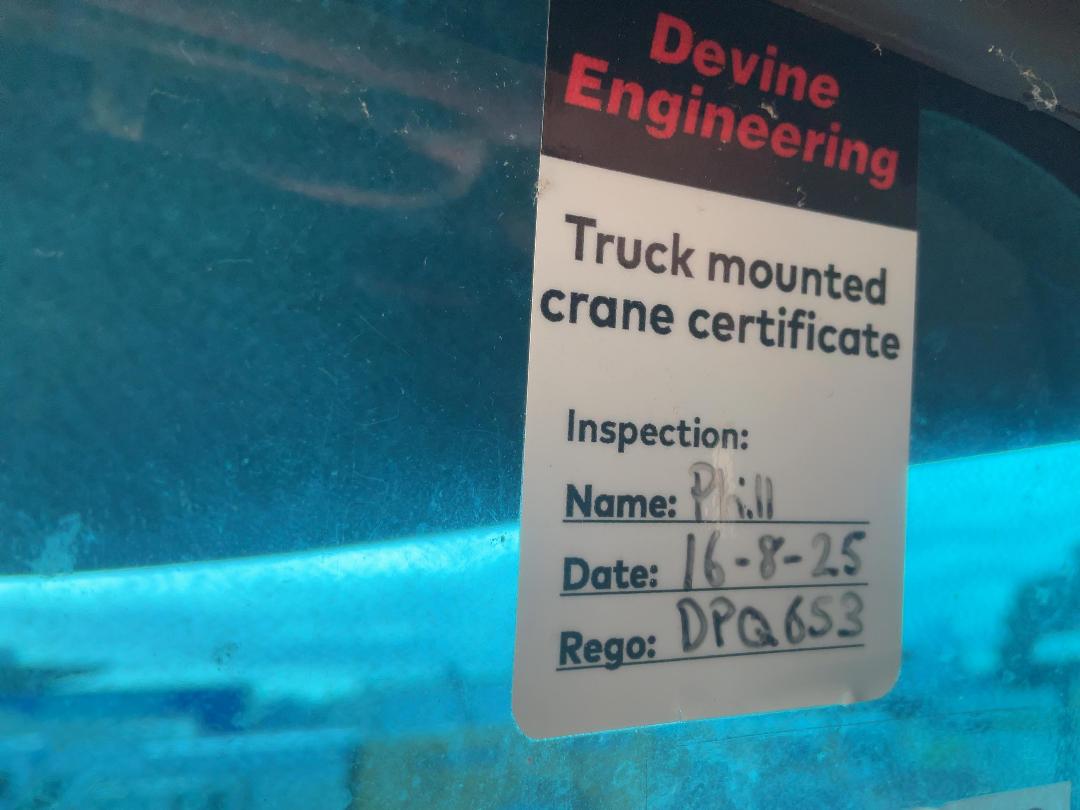 Devine
Engineering
Truck mounted
crane certificate
Inspection:
Name: Phill
Date: 16-8-25
Rego: DPQ653